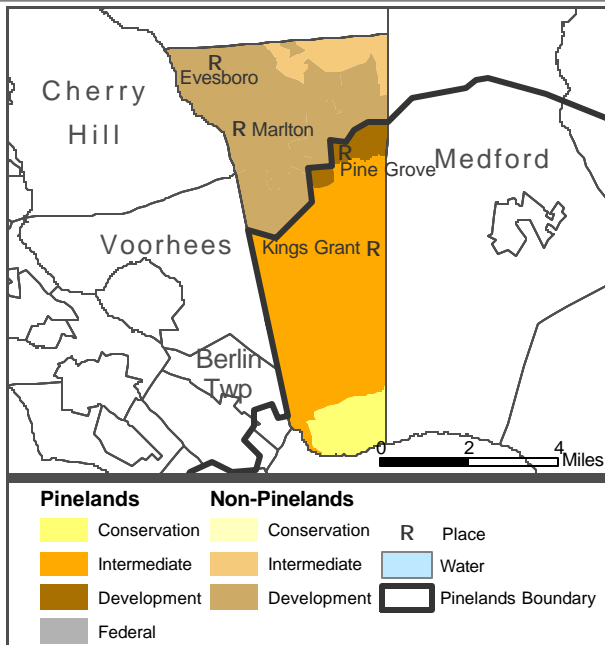 R
Evesboro
Cherry
Hill
R Marlton
R
Pine Grove
Medford
Voorhees
Kings Grant R
Berlin
Twp
0 2 4
Miles
Pinelands Non-Pinelands
Conservation Conservation R Place
Intermediate Intermediate Water
Development Development Pinelands Boundary
Federal